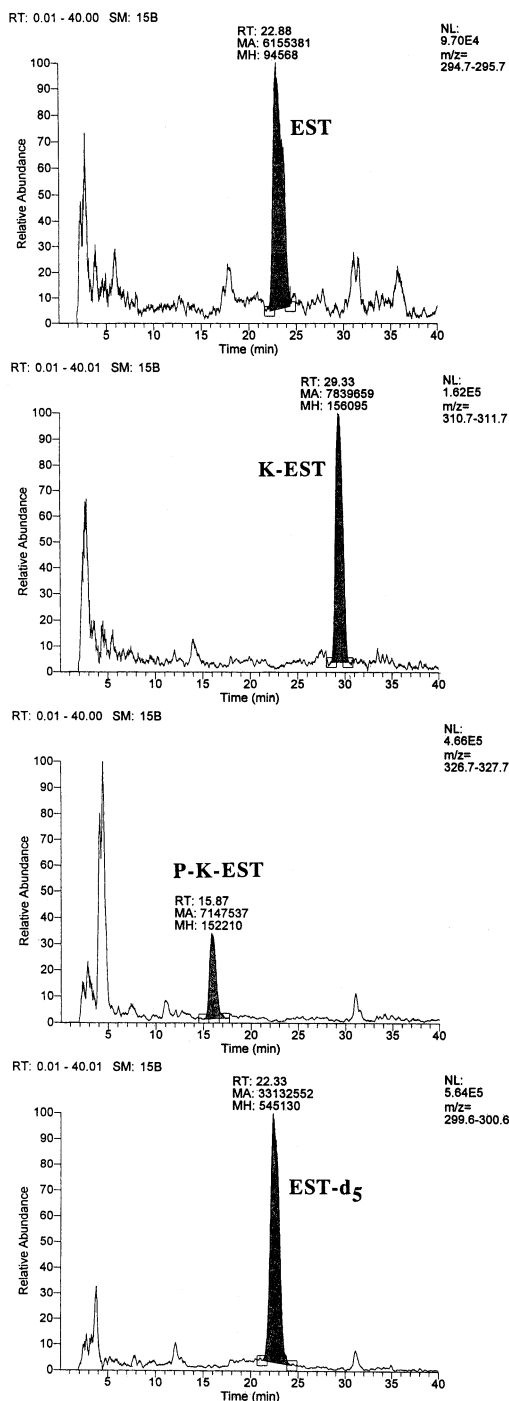 RT: 0.01 - 40.00 SM: 15B
RT: 22.88
MA: 6155381
MH: 94568
NL:
9.70E4
m/z=
294.7-295.7
EST
Relative Abundance
100
90
80
70
60
50
40
30
20
10
0
5 10 15 20 25 30 35 40
Time (min)
RT: 0.01 - 40.01 SM: 15B
RT: 29.33
MA: 7839659
MH: 156095
NL:
1.62E5
m/z=
310.7-311.7
K-EST
Relative Abundance
100
90
80
70
60
50
40
30
20
10
0
5 10 15 20 25 30 35 40
Time (min)
RT: 0.01 - 40.00 SM: 15B
NL:
4.66E5
m/z=
326.7-327.7
P-K-EST
RT: 15.87
MA: 7147537
MH: 152210
Relative Abundance
100
90
80
70
60
50
40
30
20
10
0
5 10 15 20 25 30 35 40
Time (min)
RT: 0.01 - 40.01 SM: 15B
RT: 22.33
MA: 33132552
MH: 545130
NL:
5.64E5
m/z=
299.6-300.6
EST-d5
Relative Abundance
100
90
80
70
60
50
40
30
20
10
0
5 10 15 20 25 30 35 40
Time (min)